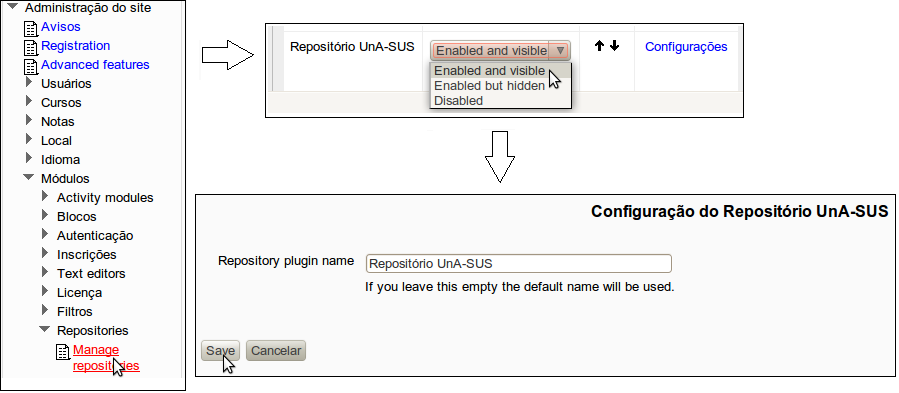 Administração do site
Avisos
Registration
Advanced features
Usuários
Cursos
Notas
Local
Idioma
Módulos
Activity modules
Blocos
Autenticação
Inscrições
Text editors
Licença
Filtros
Repositories
Manage
repositories
Repositório UnA-SUS
Enabled and visible
Configurações
Enabled and visible
Enabled but hidden
Disabled
Configuração do Repositório UnA-SUS
Repository plugin name
Repositório UnA-SUS
If you leave this empty the default name will be used.
Save
Cancelar